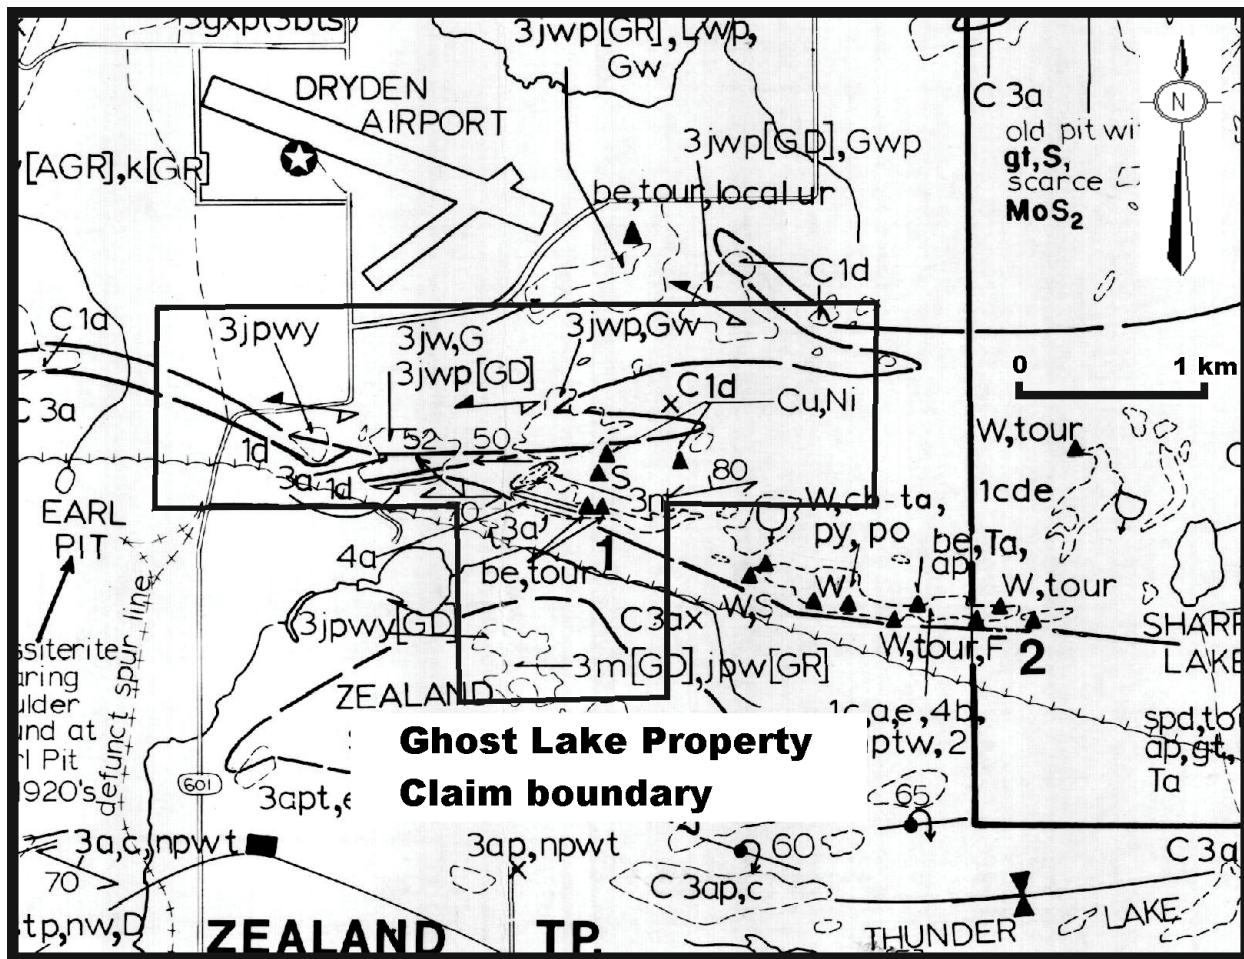 3gxp(3bts)
3jwp[GR], Lwp,
Gw
DRYDEN
AIRPORT
[AGR],k[GR]
3jwp[GD],Gwp
be,tour,local ur
C 3a
old pit wi
gt,S,
scarce
MoS2
N
C1d
C1d
3jpwy
3jw,G
3jwp[GD]
3jwp,Gw
C 3a
C1d
Cu,Ni
0 1 km
1d
52
50
3a
1d
S
80
W,tour
1cde
EARL
PIT
4a
3a
1
be,tour
W,cb-ta,
py,po
be,Ta,
ap
W
W,S
W,tour
W,tour,F
2
SHARP
LAKE
3jpwy[GD]
C 3ax
3m[GD],jpw[GR]
ZEALAND
defunct spur line
ssiterite
aring
ulder
und at
rl Pit
1920's
Ghost Lake Property
Claim boundary
,a,e,4b,
ptw,2
spd,to
ap,gt,
Ta
601
3apt,
65
3a,c,npwt
70
3ap,npwt
60
C 3ap,c
C 3a
tp,nw,D
ZEALAND TP.
THUNDER LAKE